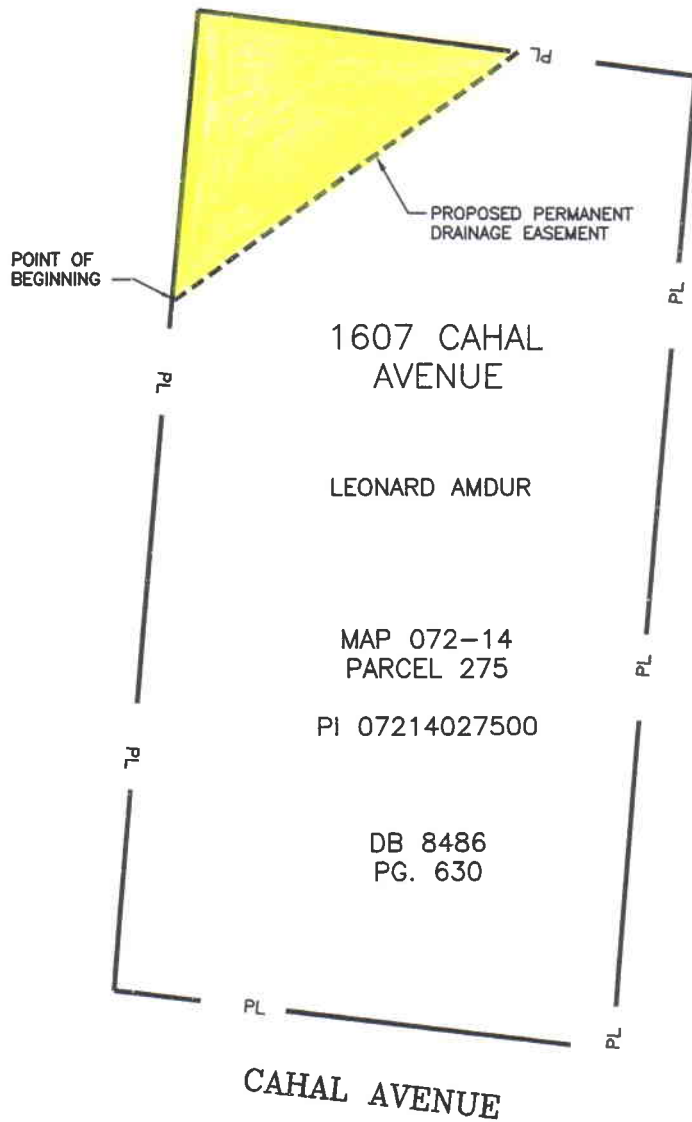 PL
PROPOSED PERMANENT
DRAINAGE EASEMENT
POINT OF
BEGINNING
PL
1607 CAHAL
AVENUE
PL
LEONARD AMDUR
MAP 072-14
PARCEL 275
PL
PI 07214027500
PL
DB 8486
PG. 630
PL
PL
CAHAL AVENUE